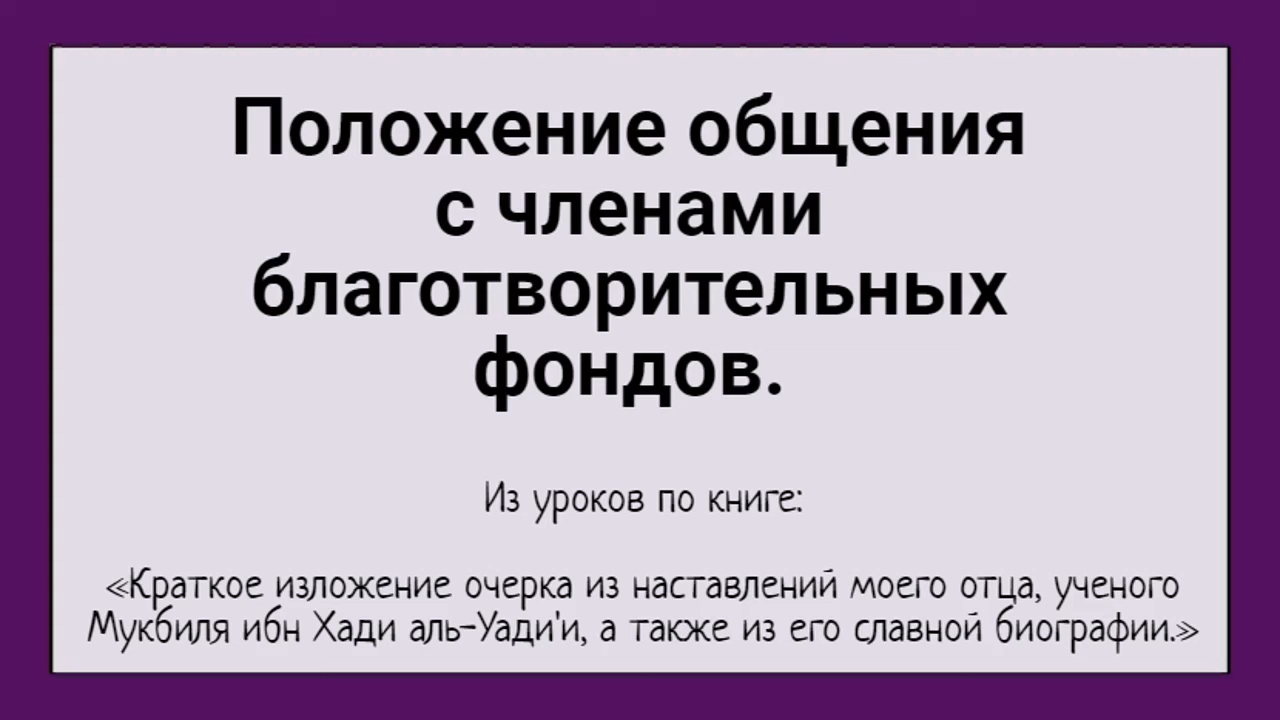 Положение общения
с членами
благотворительных
фондов.
Из уроков по книге:
«Краткое изложение очерка из наставлений моего отца, ученого
Мукбиля ибн Хади аль-Уади'и, а также из его славной биографии.»